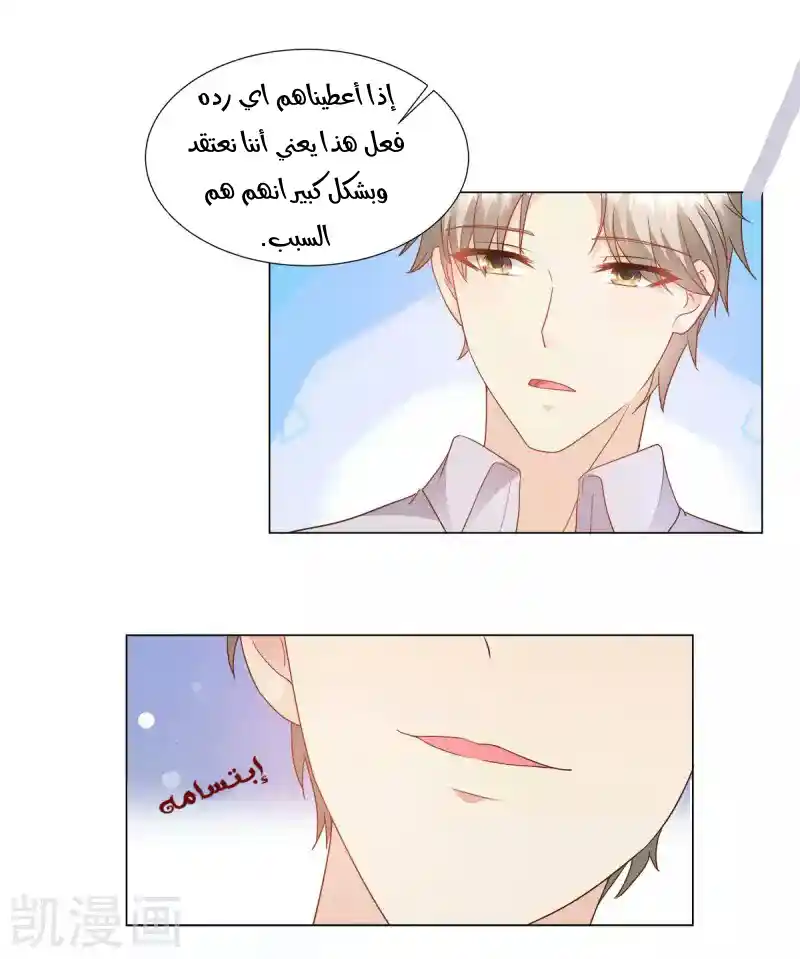 إذا أعطيناهم اي رده
فعل هذا يعني أننا نعتقد
وبشكل كبير انهم هم
السبب.
إبتسامه
凯漫画